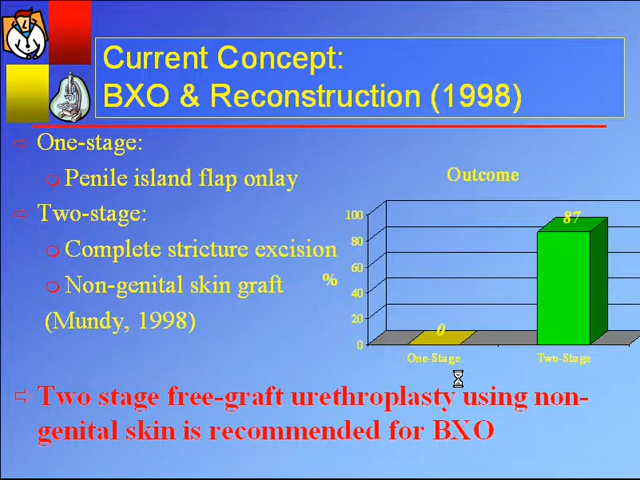 Current Concept:
BXO & Reconstruction (1998)
One-stage:
Penile island flap onlay
Two-stage:
Complete stricture excision
Non-genital skin graft
(Mundy, 1998)
Outcome
100
80
60
40
20
0
%
0
87
One-Stage
Two-Stage
Two stage free-graft urethroplasty using non-
genital skin is recommended for BXO